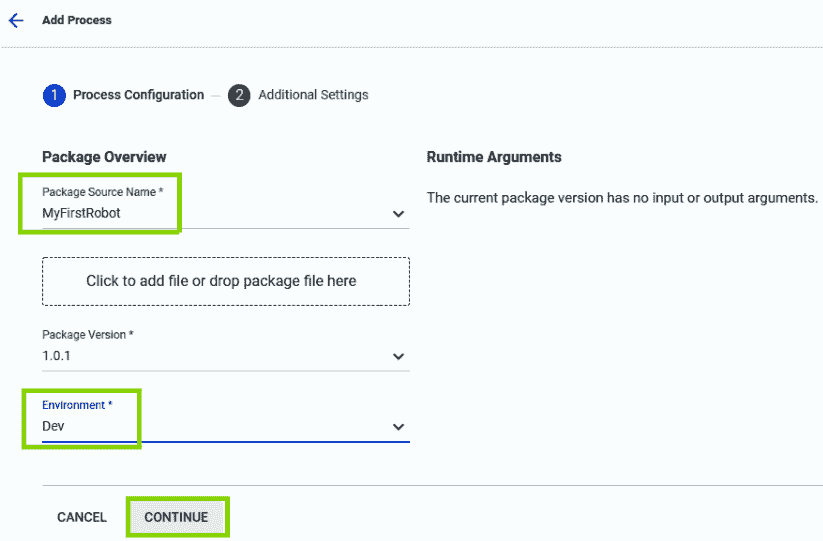 Add Process
1 Process Configuration — 2 Additional Settings
Package Overview
Package Source Name *
MyFirstRobot
Click to add file or drop package file here
Package Version *
1.0.1
Environment *
Dev
CANCEL CONTINUE
Runtime Arguments
The current package version has no input or output arguments.